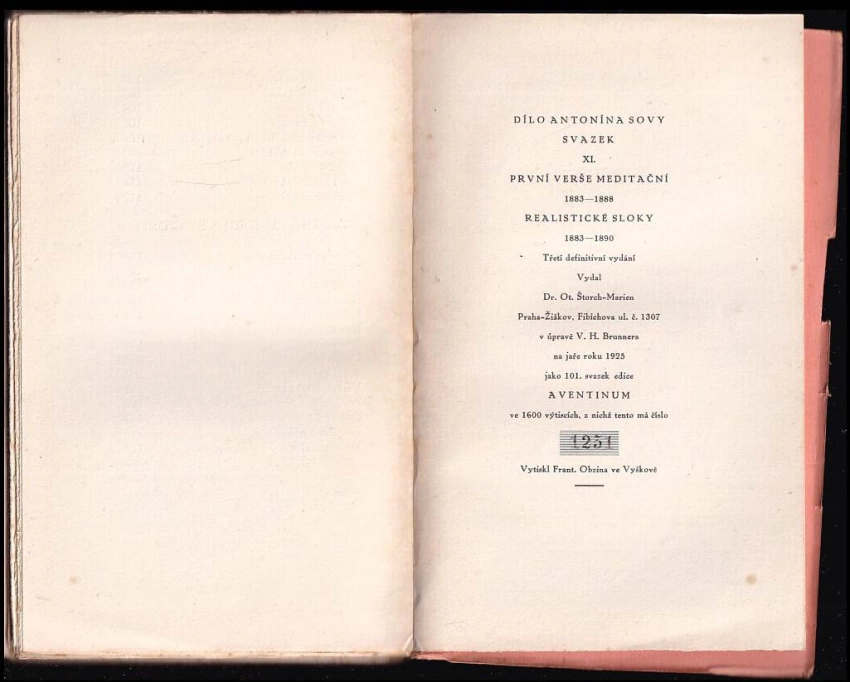 DÍLO ANTONÍNA SOVY
SVAZEK
XI.
PRVNÍ VERŠE MEDITAČNÍ
1883—1888
REALISTICKÉ SLOKY
1883—1890
Třetí definitivní vydání
Vydal
Dr. Ot. Štorch-Marien
Praha-Žižkov, Fibichova ul. č. 1307
v úpravě V. H. Brunnera
na jaře roku 1925
jako 101. svazek edice
AVENTINUM
ve 1600 výtiscích, z nichž tento má číslo
1251
Vytiskl Frant. Obzina ve Vyškově